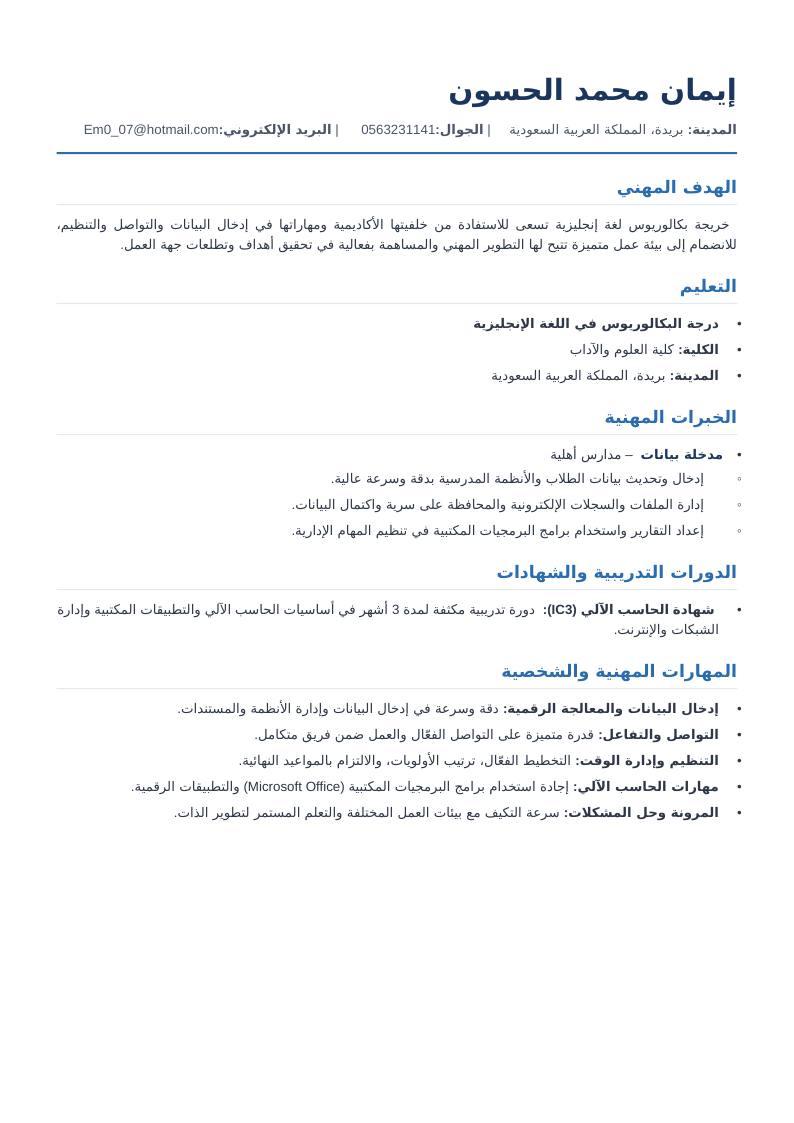 إيمان محمد الحسون
المدينة: بريدة، المملكة العربية السعودية | الجوال:0563231141 | البريد الإلكتروني:Em0_07@hotmail.com
الهدف المهني
خريجة بكالوريوس لغة إنجليزية تسعى للاستفادة من خلفيتها الأكاديمية ومهاراتها في إدخال البيانات والتواصل والتنظيم،
للانضمام إلى بيئة عمل متميزة تتيح لها التطوير المهني والمساهمة بفعالية في تحقيق أهداف وتطلعات جهة العمل.
التعليم
• درجة البكالوريوس في اللغة الإنجليزية
• الكلية: كلية العلوم والآداب
• المدينة: بريدة، المملكة العربية السعودية
الخبرات المهنية
• مدخلة بيانات – مدارس أهلية
◦ إدخال وتحديث بيانات الطلاب والأنظمة المدرسية بدقة وسرعة عالية.
◦ إدارة الملفات والسجلات الإلكترونية والمحافظة على سرية واكتمال البيانات.
◦ إعداد التقارير واستخدام برامج البرمجيات المكتبية في تنظيم المهام الإدارية.
الدورات التدريبية والشهادات
• شهادة الحاسب الآلي (IC3): دورة تدريبية مكثفة لمدة 3 أشهر في أساسيات الحاسب الآلي والتطبيقات المكتبية وإدارة
الشبكات والإنترنت.
المهارات المهنية والشخصية
• إدخال البيانات والمعالجة الرقمية: دقة وسرعة في إدخال البيانات وإدارة الأنظمة والمستندات.
• التواصل والتفاعل: قدرة متميزة على التواصل الفعّال والعمل ضمن فريق متكامل.
• التنظيم وإدارة الوقت: التخطيط الفعّال، ترتيب الأولويات، والالتزام بالمواعيد النهائية.
• مهارات الحاسب الآلي: إجادة استخدام برامج البرمجيات المكتبية (Microsoft Office) والتطبيقات الرقمية.
• المرونة وحل المشكلات: سرعة التكيف مع بيئات العمل المختلفة والتعلم المستمر لتطوير الذات.